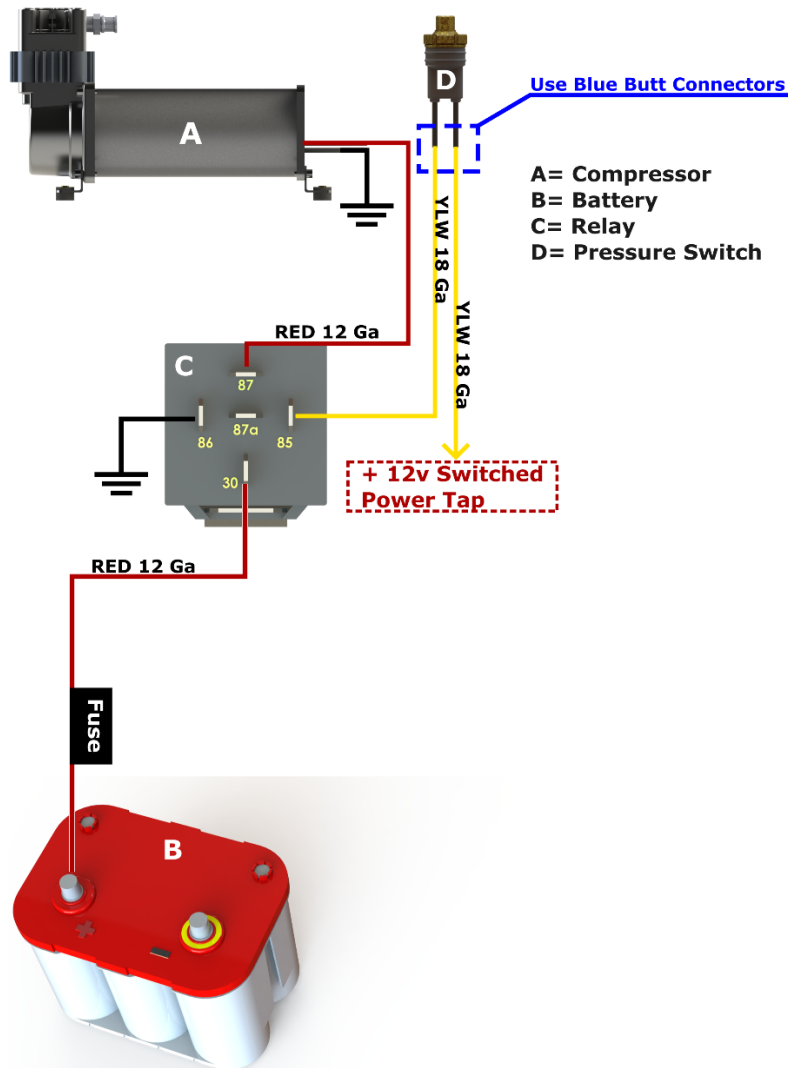 D
Use Blue Butt Connectors
A
A= Compressor
B= Battery
C= Relay
D= Pressure Switch
YLW 18 Ga
YLW 18 Ga
RED 12 Ga
C
87
87a
86
85
30
+ 12v Switched
Power Tap
RED 12 Ga
Fuse
B
+
-